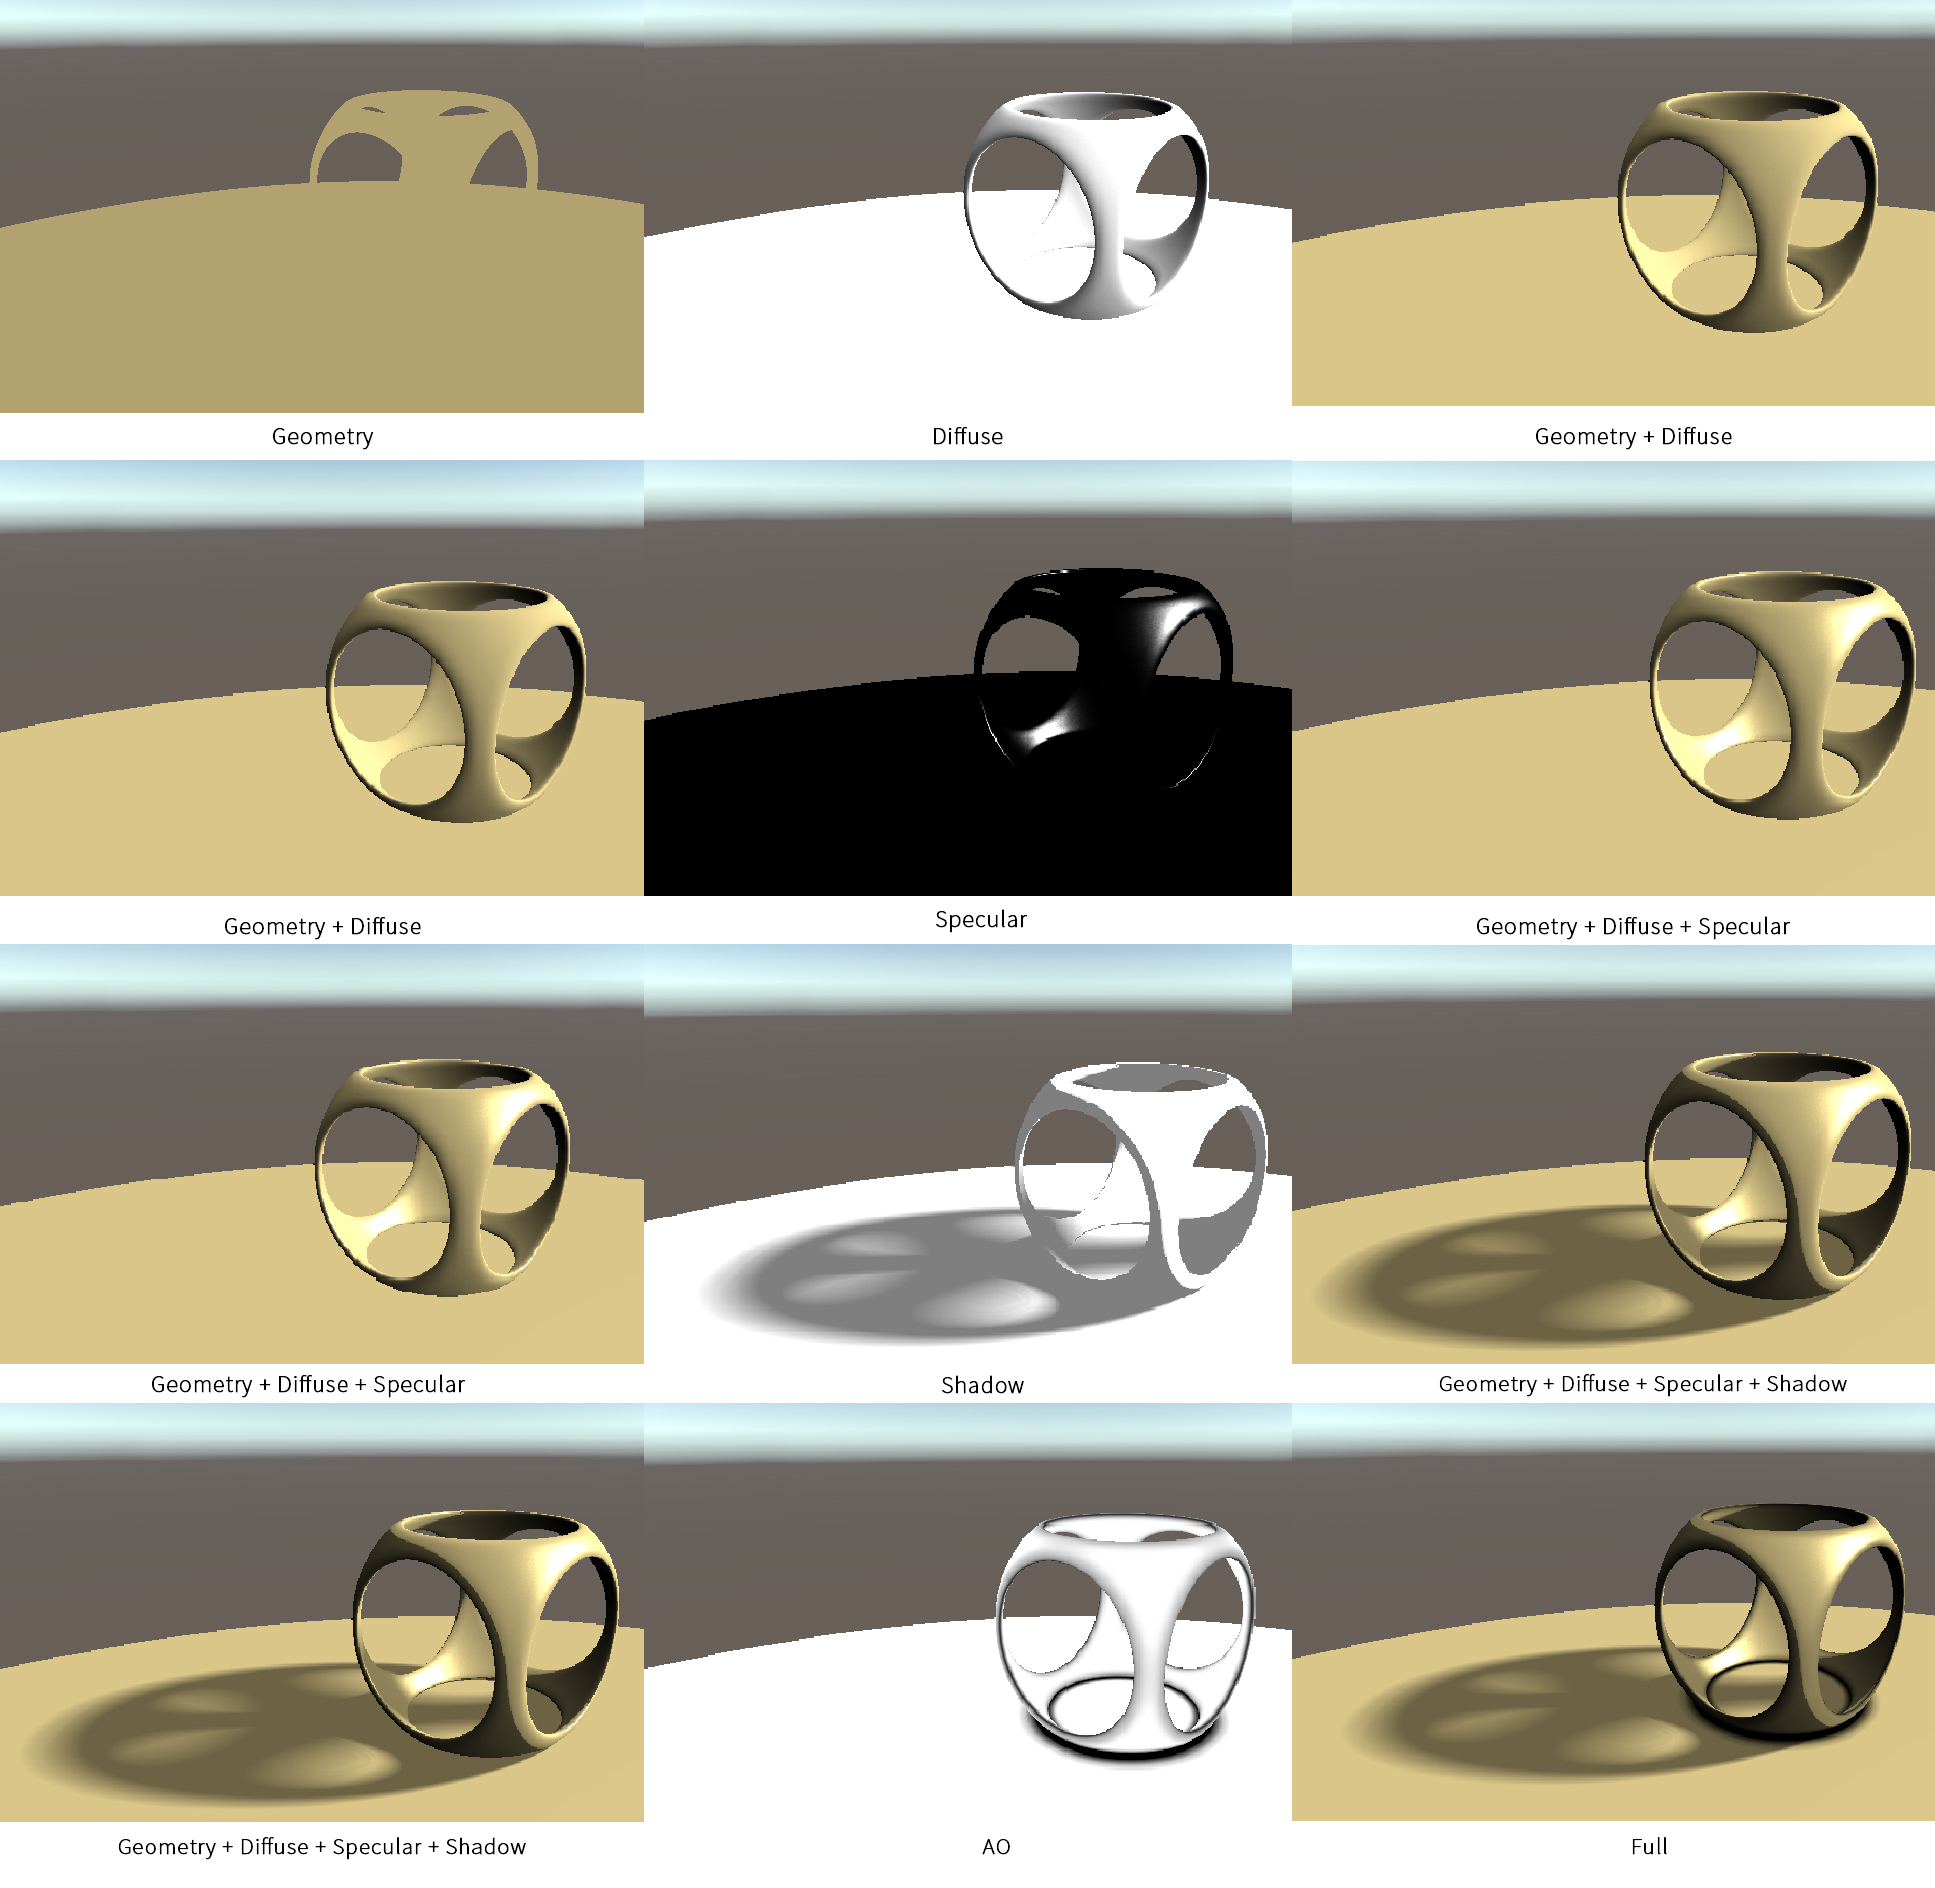 Geometry
Diffuse
Geometry + Diffuse
Geometry + Diffuse
Specular
Geometry + Diffuse + Specular
Geometry + Diffuse + Specular
Shadow
Geometry + Diffuse + Specular + Shadow
Geometry + Diffuse + Specular + Shadow
AO
Full